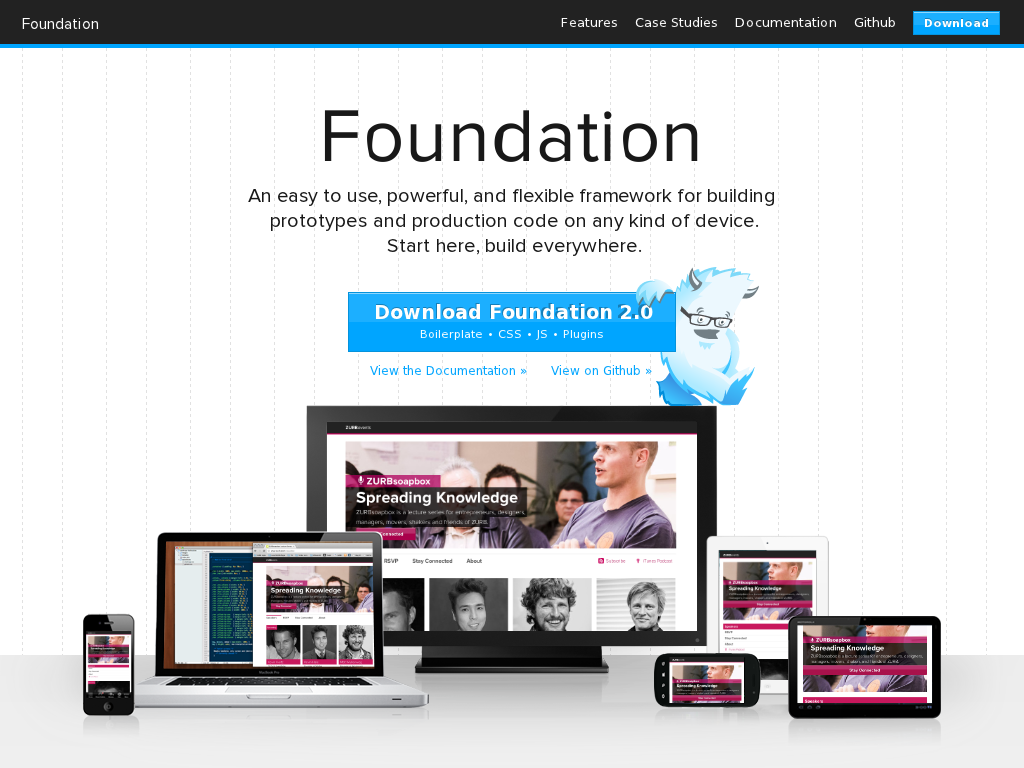 Foundation
Features Case Studies Documentation Github Download
Foundation
An easy to use, powerful, and flexible framework for building
prototypes and production code on any kind of device.
Start here, build everywhere.
Download Foundation 2.0
Boilerplate • CSS • JS • Plugins
View the Documentation » View on Github »
ZURBevents
ZURBsoapbox
Spreading Knowledge
ZURBsoapbox is a lecture series for entrepreneurs, designers,
managers, movers, shakers and friends of ZURB.
RSVP Stay Connected About Subscribe iTunes Podcast
ZURBsoapbox
Spreading Knowledge
ZURBsoapbox
Spreading Knowledge
Stay Connected
Speakers
RSVP
Stay Connected
About
ZURBsoapbox
Spreading Knowledge
ZURBsoapbox
Spreading Knowledge
ZURBsoapbox is a lecture series for entrepreneurs, designers,
managers, movers, shakers and friends of ZURB.
Stay Connected
Speakers